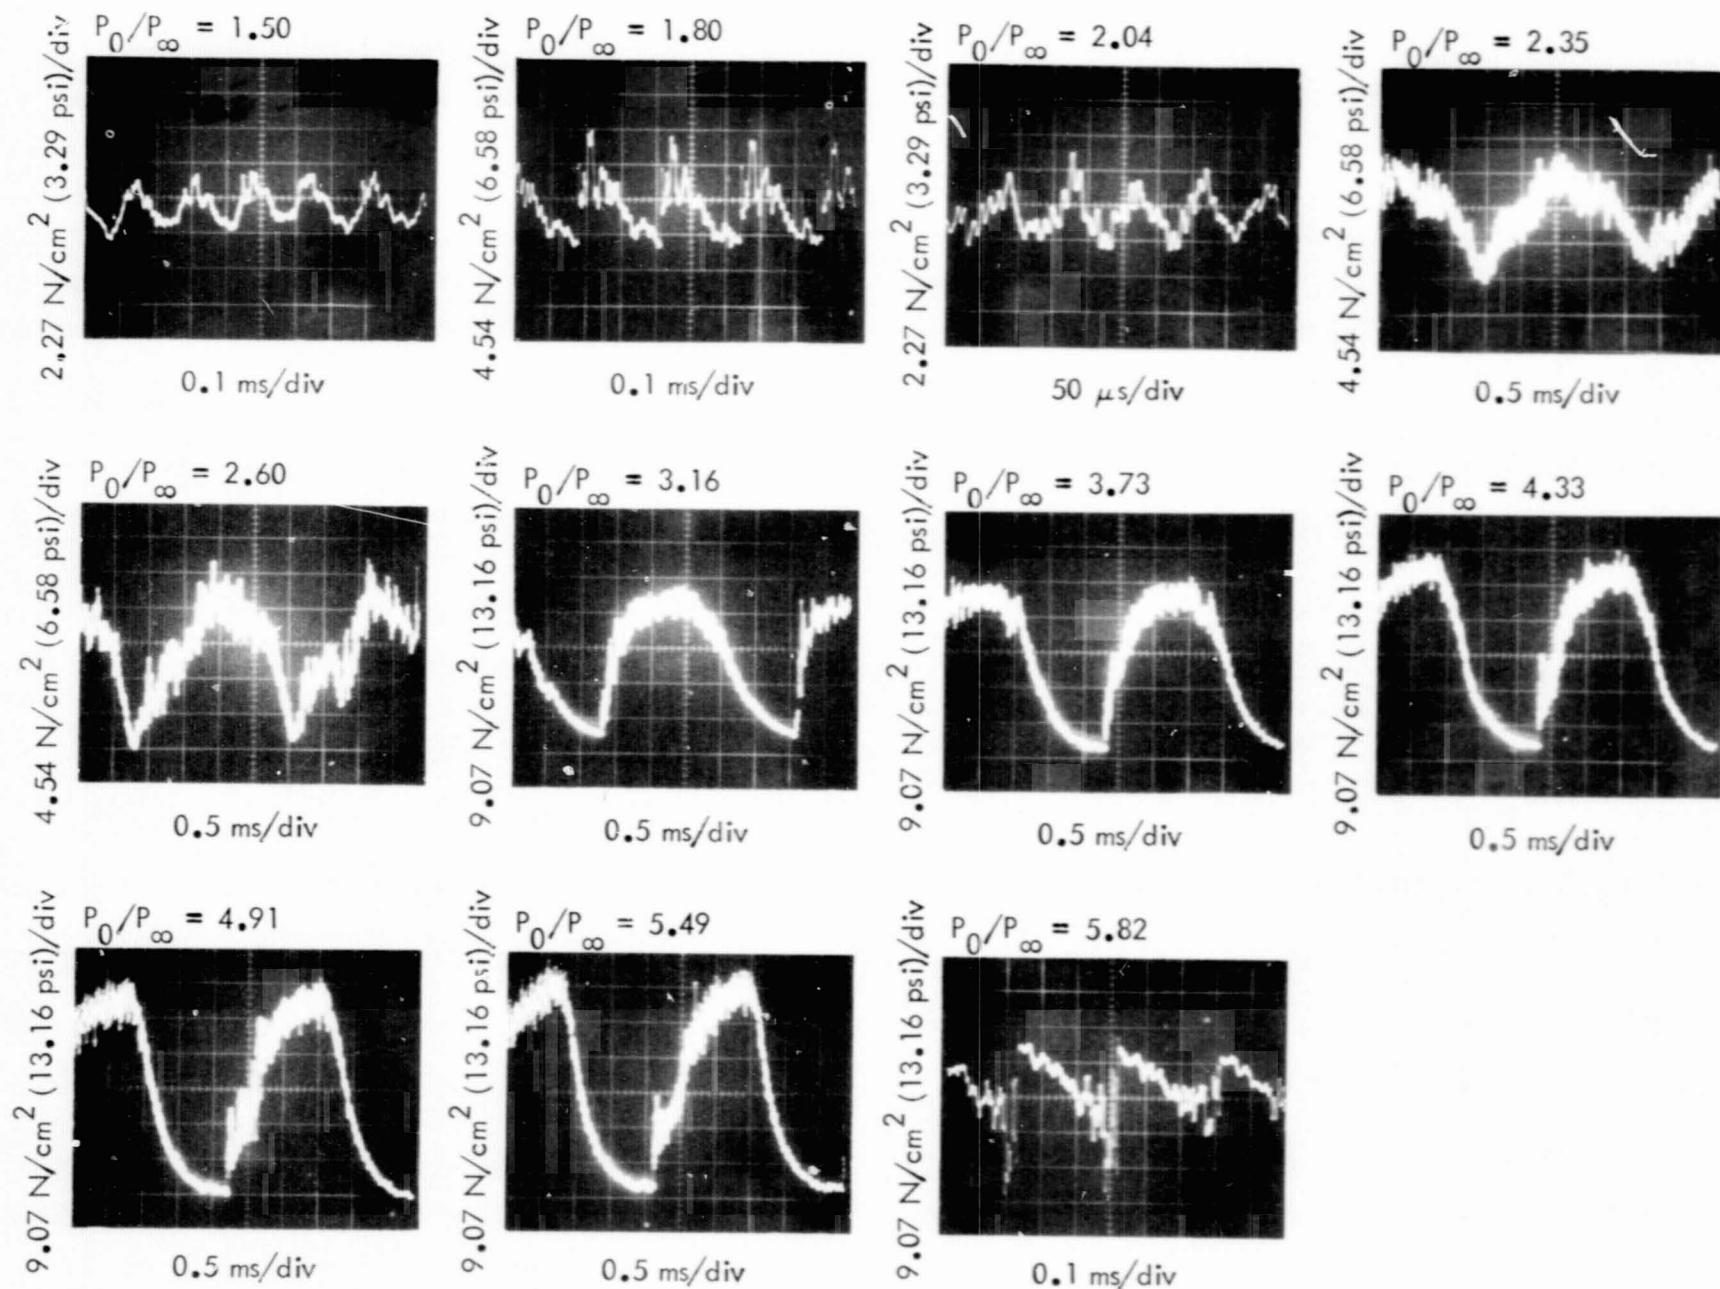 P₀/P∞ = 1.50
2.27 N/cm² (3.29 psi)/div
0.1 ms/div
P₀/P∞ = 1.80
4.54 N/cm² (6.58 psi)/div
0.1 ms/div
P₀/P∞ = 2.04
2.27 N/cm² (3.29 psi)/div
50 μs/div
P₀/P∞ = 2.35
4.54 N/cm² (6.58 psi)/div
0.5 ms/div
P₀/P∞ = 2.60
4.54 N/cm² (6.58 psi)/div
0.5 ms/div
P₀/P∞ = 3.16
9.07 N/cm² (13.16 psi)/div
0.5 ms/div
P₀/P∞ = 3.73
9.07 N/cm² (13.16 psi)/div
0.5 ms/div
P₀/P∞ = 4.33
9.07 N/cm² (13.16 psi)/div
0.5 ms/div
P₀/P∞ = 4.91
9.07 N/cm² (13.16 psi)/div
0.5 ms/div
P₀/P∞ = 5.49
9.07 N/cm² (13.16 psi)/div
0.5 ms/div
P₀/P∞ = 5.82
9.07 N/cm² (13.16 psi)/div
0.1 ms/div